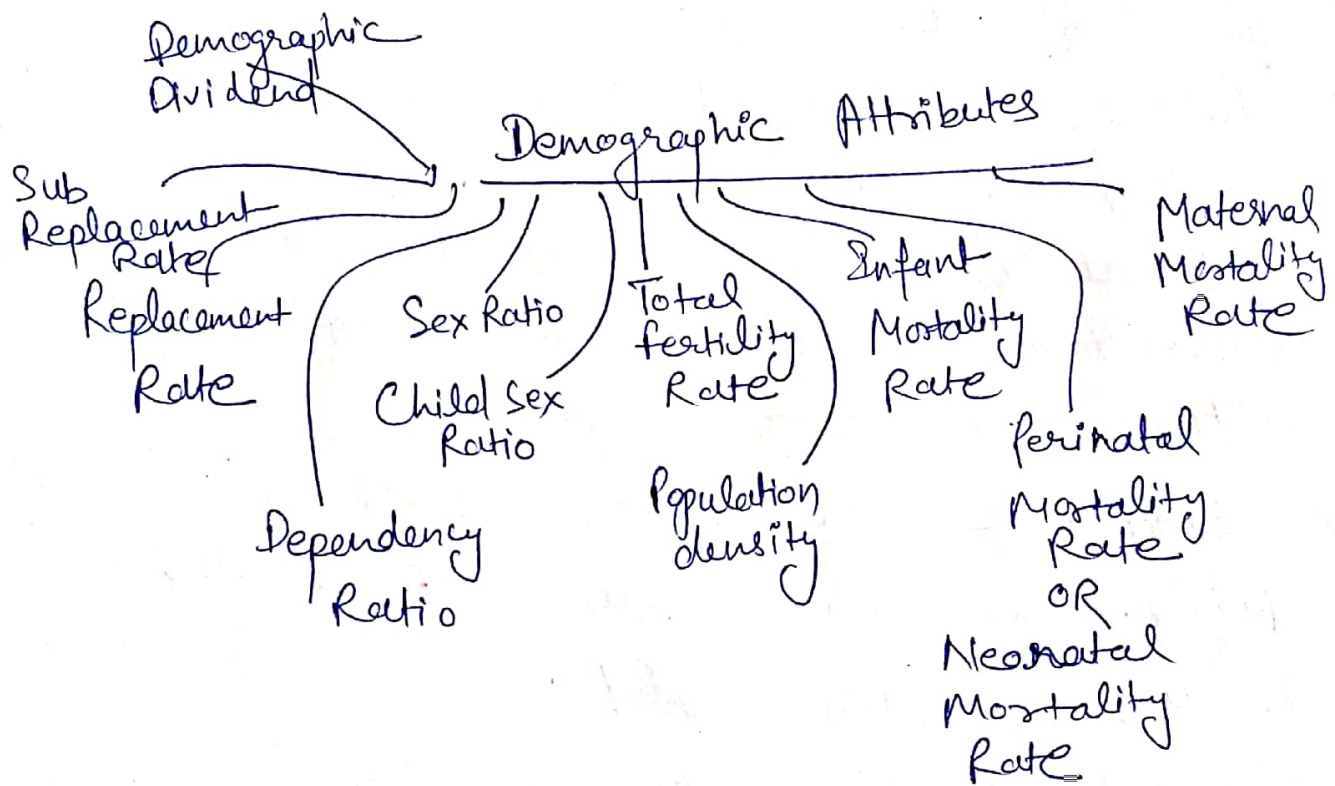 Demographic
Dividend
Demographic Attributes
Sub
Replacement
Rate
Replacement
Rate
Dependency
Ratio
Sex Ratio
Child Sex
Ratio
Total
fertility
Rate
Population
density
Infant
Mortality
Rate
Perinatal
Mortality
Rate
OR
Neonatal
Mortality
Rate
Maternal
Mortality
Rate